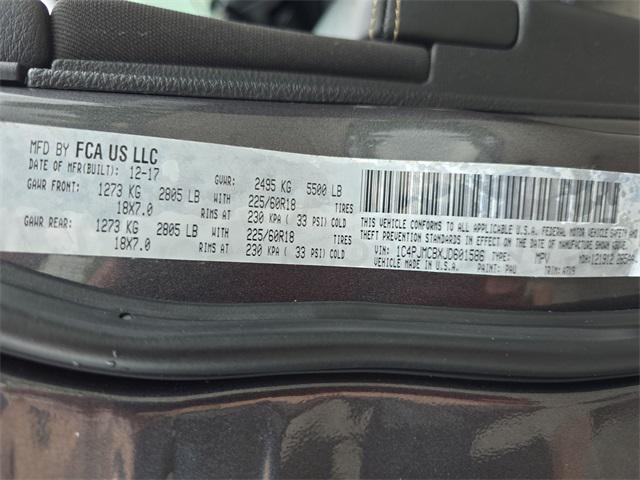 MFD BY FCA US LLC
DATE OF MFR(BUILT): 12-17 GVWR: 2495 KG 5500 LB
GAWR FRONT: 1273 KG 2805 LB 225/60R18 TIRES
18X7.0 RIMS AT 230 KPA ( 33 PSI) COLD
GAWR REAR: 1273 KG 2805 LB 225/60R18 TIRES
18X7.0 RIMS AT 230 KPA ( 33 PSI) COLD
THIS VEHICLE CONFORMS TO ALL APPLICABLE U.S.A. FEDERAL MOTOR VEHICLE SAFETY AND
THEFT PREVENTION STANDARDS IN EFFECT ON THE DATE OF MANUFACTURE SHOWN ABOVE.
VIN: 1C4PJMCBXJD601586 TYPE: MPV
VEHICLE MADE IN U.S.A. PAINT: PAU TRIM: